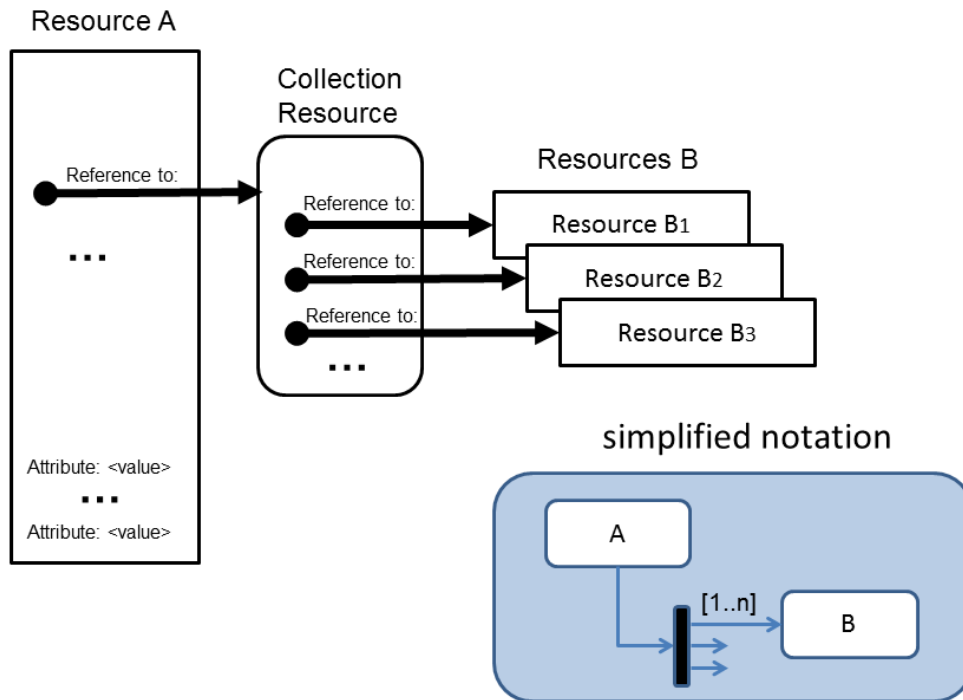 Resource A
Reference to:
...
Attribute: <value>
...
Attribute: <value>
Collection
Resource
Reference to:
Reference to:
Reference to:
...
Resources B
Resource B1
Resource B2
Resource B3
simplified notation
A
[1..n]
B